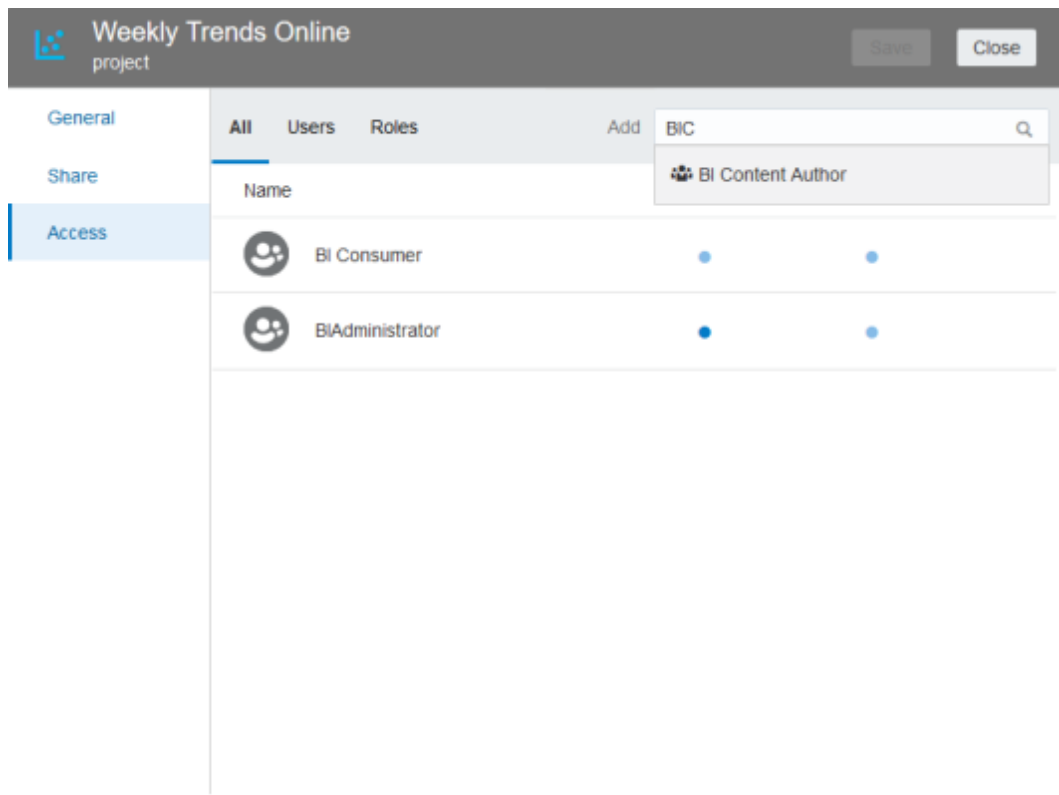 Weekly Trends Online
project
Save
Close
General
Share
Access
All Users Roles
Add BIC
BI Content Author
Name
BI Consumer
BIAdministrator